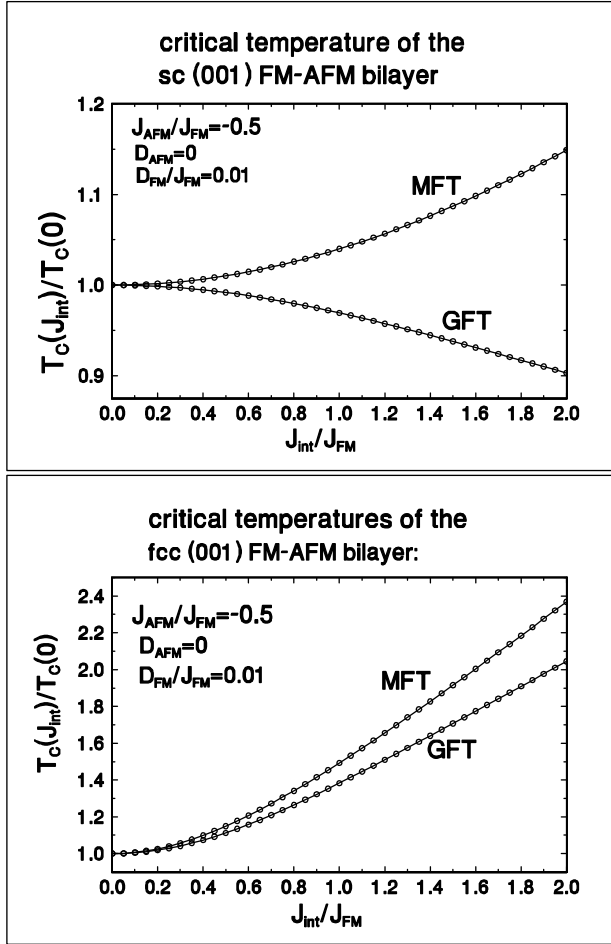 critical temperature of the
sc (001) FM-AFM bilayer
1.2
J_AFM/J_FM=-0.5
D_AFM=0
D_FM/J_FM=0.01
MFT
1.1
T_C(J_int)/T_C(0)
1.0
GFT
0.9
0.0 0.2 0.4 0.6 0.8 1.0 1.2 1.4 1.6 1.8 2.0
J_int/J_FM
critical temperatures of the
fcc (001) FM-AFM bilayer:
2.4
J_AFM/J_FM=-0.5
2.2
D_AFM=0
2.0
D_FM/J_FM=0.01
MFT
1.8
T_C(J_int)/T_C(0)
1.6
GFT
1.4
1.2
1.0
0.0 0.2 0.4 0.6 0.8 1.0 1.2 1.4 1.6 1.8 2.0
J_int/J_FM